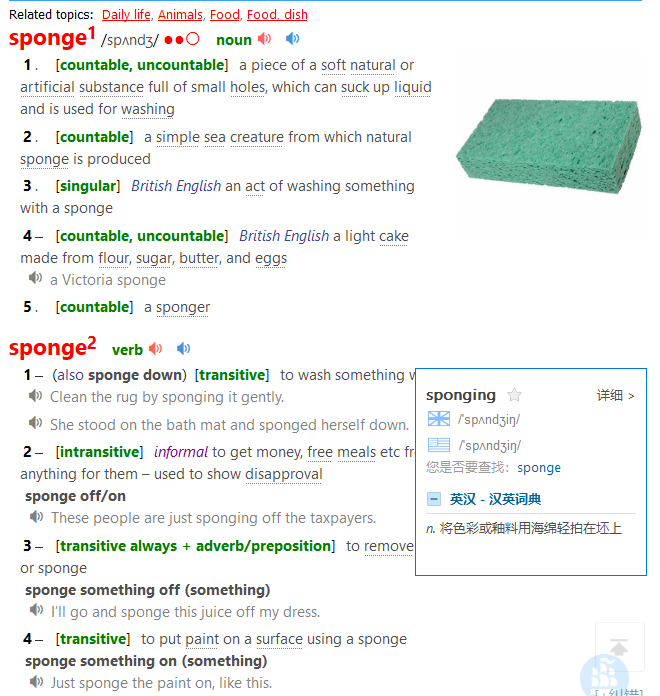 Related topics: Daily life, Animals, Food, Food, dish
sponge1 /spʌndʒ/ ●●○ noun
1. [countable, uncountable] a piece of a soft natural or
artificial substance full of small holes, which can suck up liquid
and is used for washing
2. [countable] a simple sea creature from which natural
sponge is produced
3. [singular] British English an act of washing something
with a sponge
4 – [countable, uncountable] British English a light cake
made from flour, sugar, butter, and eggs
a Victoria sponge
5. [countable] a sponger
sponge2 verb
1 – (also sponge down) [transitive] to wash something
Clean the rug by sponging it gently.
She stood on the bath mat and sponged herself down.
2 – [intransitive] informal to get money, free meals etc
anything for them – used to show disapproval
sponge off/on
These people are just sponging off the taxpayers.
3 – [transitive always + adverb/preposition] to remove
or sponge
sponge something off (something)
I'll go and sponge this juice off my dress.
4 – [transitive] to put paint on a surface using a sponge
sponge something on (something)
Just sponge the paint on, like this.
sponging ☆ 详细 >
/'spʌndʒiŋ/
/'spʌndʒiŋ/
您是否要查找: sponge
英汉 - 汉英词典
n. 将色彩或釉料用海绵轻拍在坯上